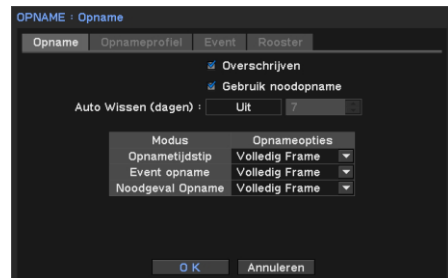 OPNAME : Opname
Opname Opnameprofiel Event Rooster
Overschrijven
Gebruik noodopname
Auto Wissen (dagen) : Uit 7
Modus Opnameopties
Opnametijdstip Volledig Frame
Event opname Volledig Frame
Noodgeval Opname Volledig Frame
O K Annuleren